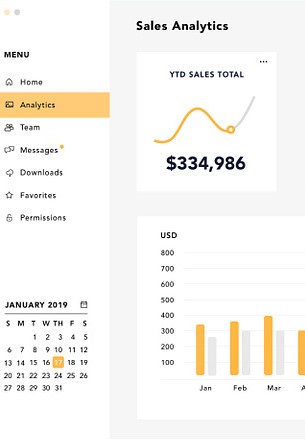 Sales Analytics
MENU
Home
Analytics
Team
Messages
Downloads
Favorites
Permissions
YTD SALES TOTAL
$334,986
USD
800
700
600
500
400
300
200
100
Jan Feb Mar A
JANUARY 2019
S M T W TH F S
1 2 3 4 5
6 7 8 9 10 11 12
13 14 15 16 17 18 19
20 21 22 23 24 25 26
27 28 29 30 31